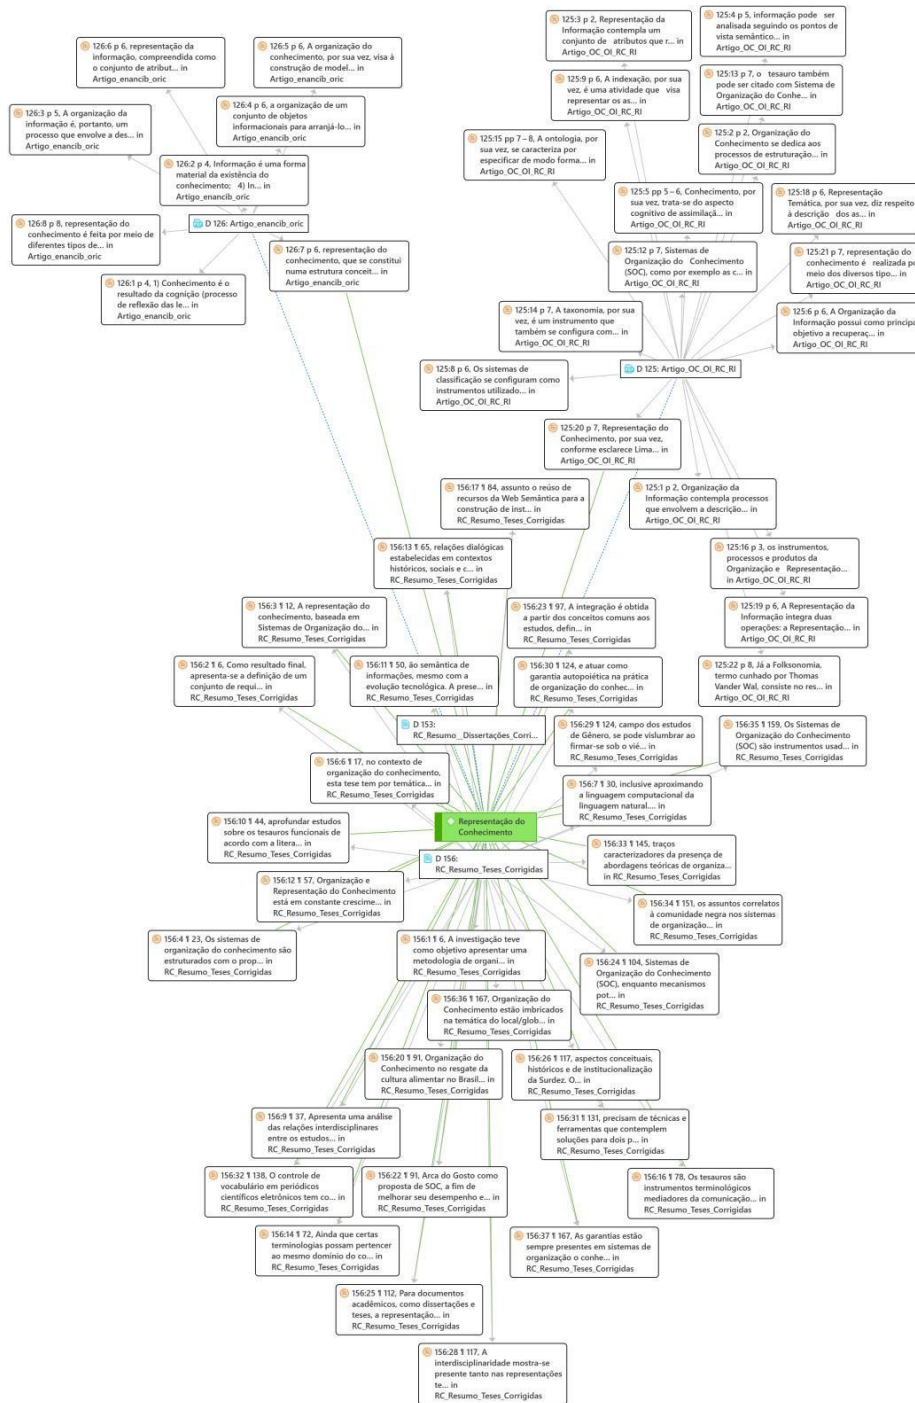 126:6 p 6, representação da
informação, compreendida como
o conjunto de atribut... in
Artigo_enancib_oric
126:5 p 6, A organização do
conhecimento, por sua vez, visa à
construção de model... in
Artigo_enancib_oric
126:3 p 5, A organização da
informação é, portanto, um
processo que envolve a des... in
Artigo_enancib_oric
126:4 p 6, a organização de um
conjunto de objetos
informacionais para arranjá-lo... in
Artigo_enancib_oric
126:2 p 4, Informação é uma forma
material da existência do
conhecimento; 4) In... in
Artigo_enancib_oric
126:8 p 8, representação do
conhecimento é feita por meio de
diferentes tipos de... in
Artigo_enancib_oric
D 126: Artigo_enancib_oric
126:7 p 6, representação do
conhecimento, que se constitui
numa estrutura conceit... in
Artigo_enancib_oric
126:1 p 4, 1) Conhecimento é o
resultado da cognição (processo
de reflexão das le... in
Artigo_enancib_oric
125:3 p 2, Representação da
Informação contempla um
conjunto de atributos que r... in
Artigo_OC_OI_RC_RI
125:4 p 5, informação pode ser
analisada seguindo os pontos de
vista semântico... in
Artigo_OC_OI_RC_RI
125:9 p 6, A indexação, por sua
vez, é uma atividade que visa
representar os as... in
Artigo_OC_OI_RC_RI
125:13 p 7, o tesauro também
pode ser citado com Sistema de
Organização do Conhe... in
Artigo_OC_OI_RC_RI
125:15 pp 7 – 8, A ontologia, por
sua vez, se caracteriza por
especificar de modo forma... in
Artigo_OC_OI_RC_RI
125:2 p 2, Organização do
Conhecimento se dedica aos
processos de estruturação... in
Artigo_OC_OI_RC_RI
125:5 pp 5 – 6, Conhecimento, por
sua vez, trata-se do aspecto
cognitivo de assimilaçã... in
Artigo_OC_OI_RC_RI
125:18 p 6, Representação
Temática, por sua vez, diz respeito
à descrição dos as... in
Artigo_OC_OI_RC_RI
125:12 p 7, Sistemas de
Organização do Conhecimento
(SOC), como por exemplo as c... in
Artigo_OC_OI_RC_RI
125:21 p 7, representação do
conhecimento é realizada po
meio dos diversos tipo... in
Artigo_OC_OI_RC_RI
125:14 p 7, A taxonomia, por sua
vez, é um instrumento que
também se configura com... in
Artigo_OC_OI_RC_RI
125:6 p 6, A Organização da
Informação possui como principa
objetivo a recuperaç... in
Artigo_OC_OI_RC_RI
125:8 p 6, Os sistemas de
classificação se configuram como
instrumentos utilizado... in
Artigo_OC_OI_RC_RI
D 125: Artigo_OC_OI_RC_RI
125:20 p 7, Representação do
Conhecimento, por sua vez,
conforme esclarece Lima... in
Artigo_OC_OI_RC_RI
156:17 ¶ 84, assunto o reúso de
recursos da Web Semântica para a
construção de inst... in
RC_Resumo_Teses_Corrigidas
125:1 p 2, Organização da
Informação contempla processos
que envolvem a descrição... in
Artigo_OC_OI_RC_RI
156:13 ¶ 65, relações dialógicas
estabelecidas em contextos
históricos, sociais e c... in
RC_Resumo_Teses_Corrigidas
125:16 p 3, os instrumentos,
processos e produtos da
Organização e Representação...
in Artigo_OC_OI_RC_RI
156:3 ¶ 12, A representação do
conhecimento, baseada em
Sistemas de Organização do... in
RC_Resumo_Teses_Corrigidas
156:23 ¶ 97, A integração é obtida
a partir dos conceitos comuns aos
estudos, defin... in
RC_Resumo_Teses_Corrigidas
125:19 p 6, A Representação da
Informação integra duas
operações: a Representação... in
Artigo_OC_OI_RC_RI
156:2 ¶ 6, Como resultado final,
apresenta-se a definição de um
conjunto de requi... in
RC_Resumo_Teses_Corrigidas
156:11 ¶ 50, ão semântica de
informações, mesmo com a
evolução tecnológica. A prese... in
RC_Resumo_Teses_Corrigidas
156:30 ¶ 124, e atuar como
garantia autopoiética na prática
de organização do conhec... in
RC_Resumo_Teses_Corrigidas
125:22 p 8, Já a Folksonomia,
termo cunhado por Thomas
Vander Wal, consiste no res... in
Artigo_OC_OI_RC_RI
D 153:
RC_Resumo__Dissertações_Corri...
156:29 ¶ 124, campo dos estudos
de Gênero, se pode vislumbrar ao
firmar-se sob o vié... in
RC_Resumo_Teses_Corrigidas
156:35 ¶ 159, Os Sistemas de
Organização do Conhecimento
(SOC) são instrumentos usad... in
RC_Resumo_Teses_Corrigidas
156:6 ¶ 17, no contexto de
organização do conhecimento,
esta tese tem por temática... in
RC_Resumo_Teses_Corrigidas
156:7 ¶ 30, inclusive aproximando
a linguagem computacional da
linguagem natural.... in
RC_Resumo_Teses_Corrigidas
156:10 ¶ 44, aprofundar estudos
sobre os tesauros funcionais de
acordo com a litera... in
RC_Resumo_Teses_Corrigidas
Representação do
Conhecimento
156:33 ¶ 145, traços
caracterizadores da presença de
abordagens teóricas de organiza...
in RC_Resumo_Teses_Corrigidas
D 156:
RC_Resumo_Teses_Corrigidas
156:12 ¶ 57, Organização e
Representação do Conhecimento
está em constante crescime... in
RC_Resumo_Teses_Corrigidas
156:34 ¶ 151, os assuntos correlatos
à comunidade negra nos sistemas
de organização... in
RC_Resumo_Teses_Corrigidas
156:4 ¶ 23, Os sistemas de
organização do conhecimento são
estruturados com o prop... in
RC_Resumo_Teses_Corrigidas
156:1 ¶ 6, A investigação teve
como objetivo apresentar uma
metodologia de organi... in
RC_Resumo_Teses_Corrigidas
156:24 ¶ 104, Sistemas de
Organização do Conhecimento
(SOC), enquanto mecanismos
pot... in
RC_Resumo_Teses_Corrigidas
156:36 ¶ 167, Organização do
Conhecimento estão imbricados
na temática do local/glob... in
RC_Resumo_Teses_Corrigidas
156:20 ¶ 91, Organização do
Conhecimento no resgate da
cultura alimentar no Brasil... in
RC_Resumo_Teses_Corrigidas
156:26 ¶ 117, aspectos conceituais,
históricos e de institucionalização
da Surdez. O... in
RC_Resumo_Teses_Corrigidas
156:9 ¶ 37, Apresenta uma análise
das relações interdisciplinares
entre os estudos... in
RC_Resumo_Teses_Corrigidas
156:31 ¶ 131, precisam de técnicas e
ferramentas que contemplem
soluções para dois p... in
RC_Resumo_Teses_Corrigidas
156:32 ¶ 138, O controle de
vocabulário em periódicos
científicos eletrônicos tem co... in
RC_Resumo_Teses_Corrigidas
156:22 ¶ 91, Arca do Gosto como
proposta de SOC, a fim de
melhorar seu desempenho e... in
RC_Resumo_Teses_Corrigidas
156:16 ¶ 78, Os tesauros são
instrumentos terminológicos
mediadores da comunicação... in
RC_Resumo_Teses_Corrigidas
156:14 ¶ 72, Ainda que certas
terminologias possam pertencer
ao mesmo domínio do co... in
RC_Resumo_Teses_Corrigidas
156:37 ¶ 167, As garantias estão
sempre presentes em sistemas de
organização o conhe... in
RC_Resumo_Teses_Corrigidas
156:25 ¶ 112, Para documentos
acadêmicos, como dissertações e
teses, a representação... in
RC_Resumo_Teses_Corrigidas
156:28 ¶ 117, A
interdisciplinaridade mostra-se
presente tanto nas representações
te... in
RC_Resumo_Teses_Corrigidas